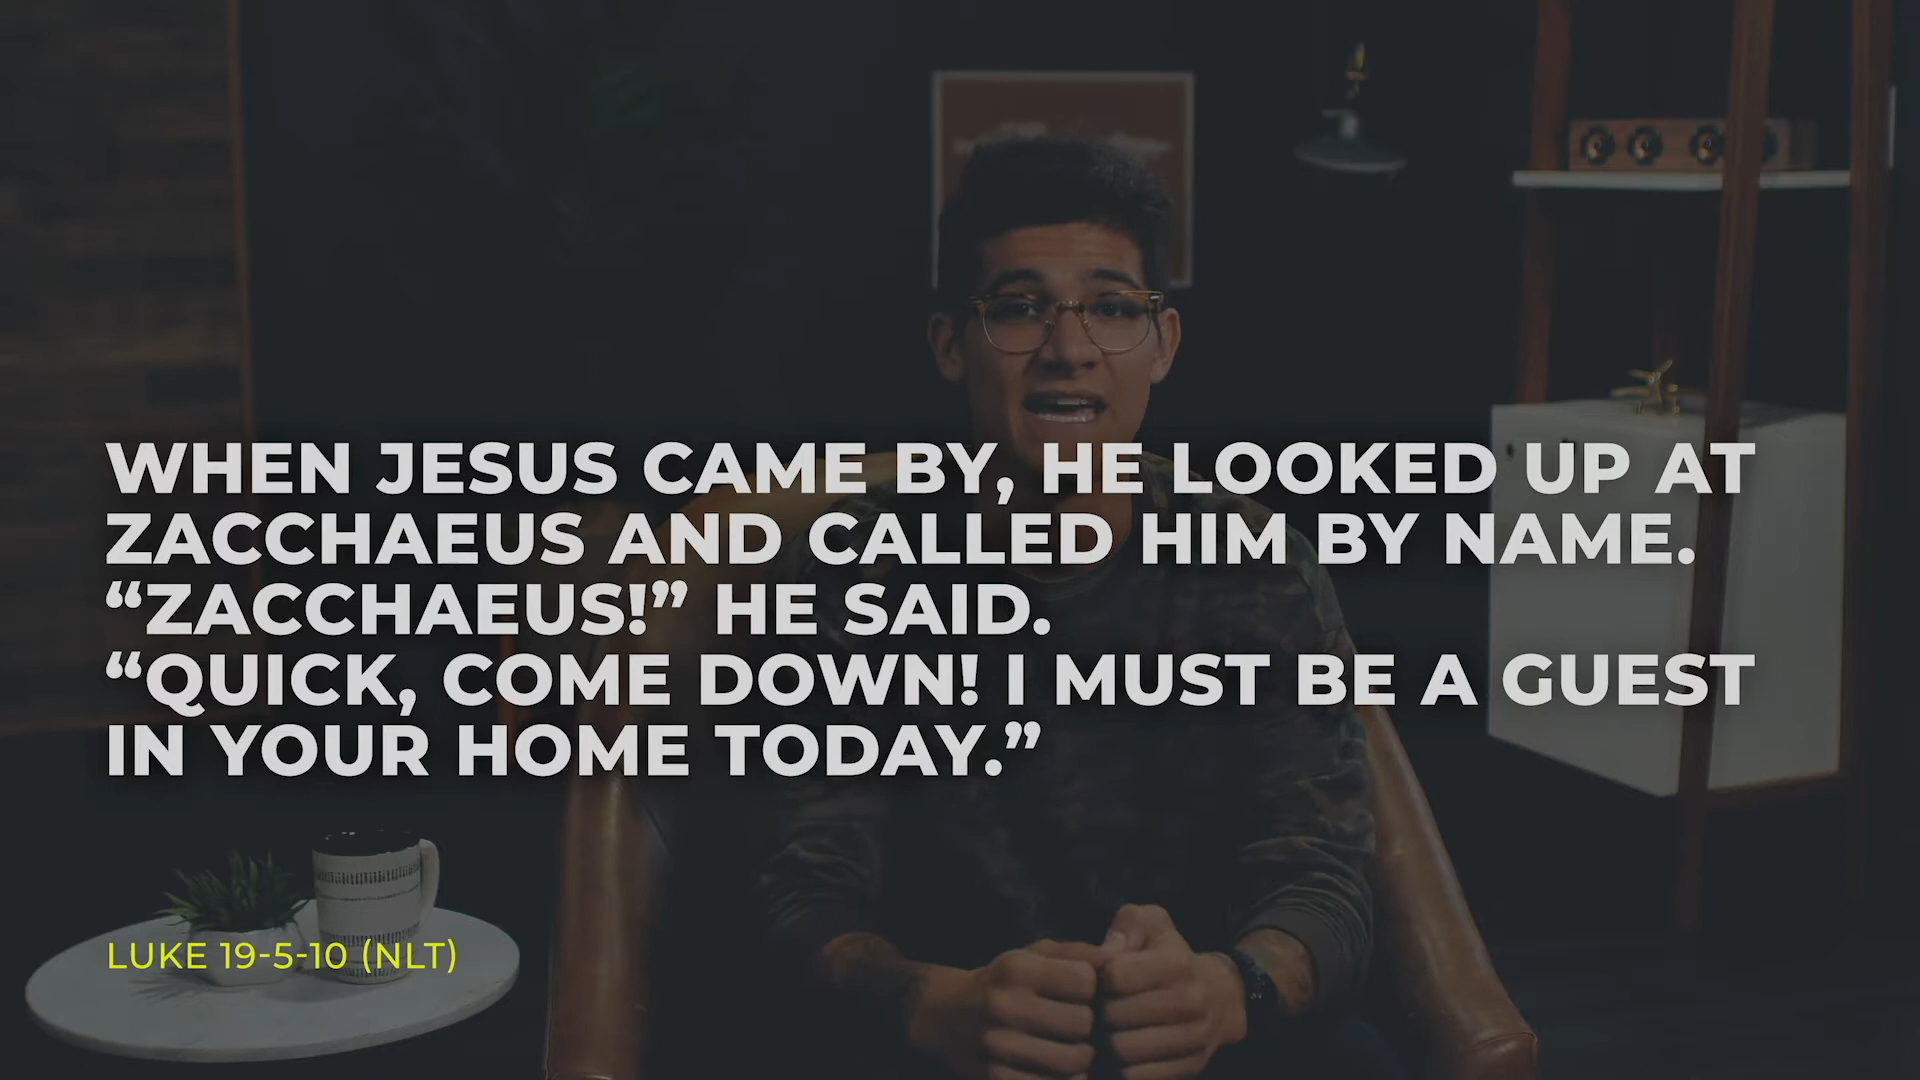 WHEN JESUS CAME BY, HE LOOKED UP AT
ZACCHAEUS AND CALLED HIM BY NAME.
“ZACCHAEUS!” HE SAID.
“QUICK, COME DOWN! I MUST BE A GUEST
IN YOUR HOME TODAY.”
LUKE 19-5-10 (NLT)